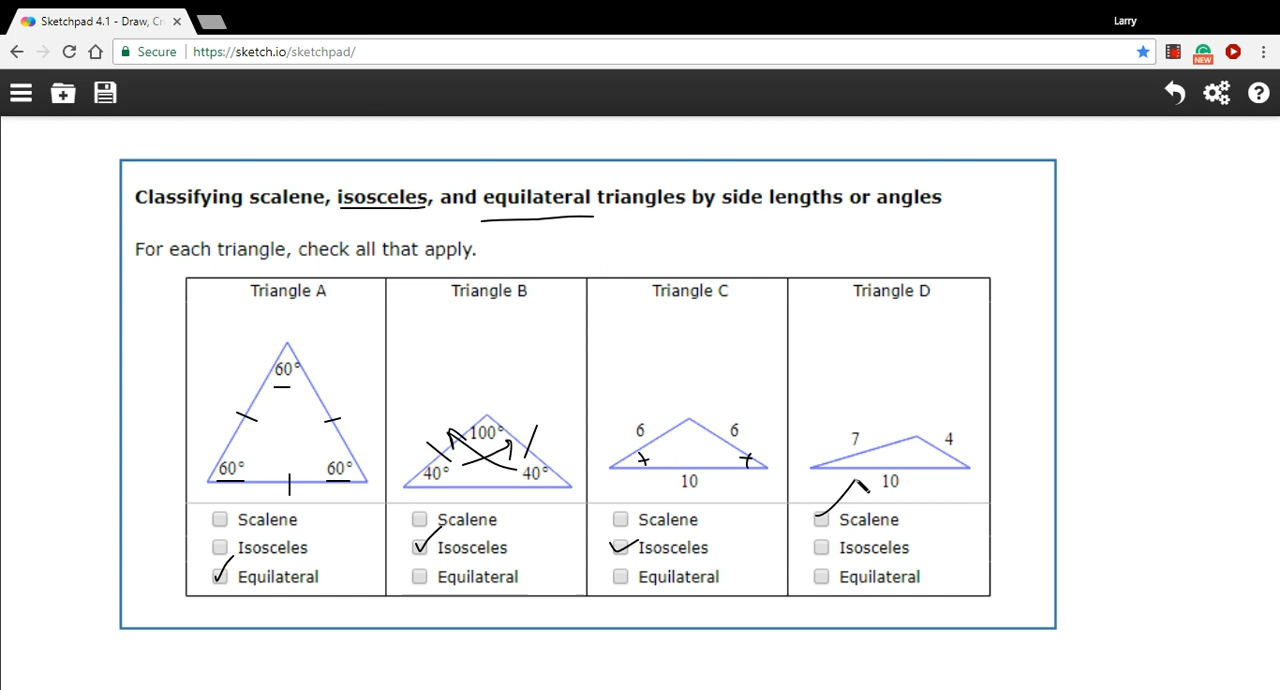 Sketchpad 4.1 - Draw, Cr
Larry
Secure https://sketch.io/sketchpad/
NEW
Classifying scalene, isosceles, and equilateral triangles by side lengths or angles
For each triangle, check all that apply.
Triangle A
60°
60° 60°
Scalene
Isosceles
Equilateral
Triangle B
100°
40° 40°
Scalene
Isosceles
Equilateral
Triangle C
6 6
10
Scalene
Isosceles
Equilateral
Triangle D
7 4
10
Scalene
Isosceles
Equilateral